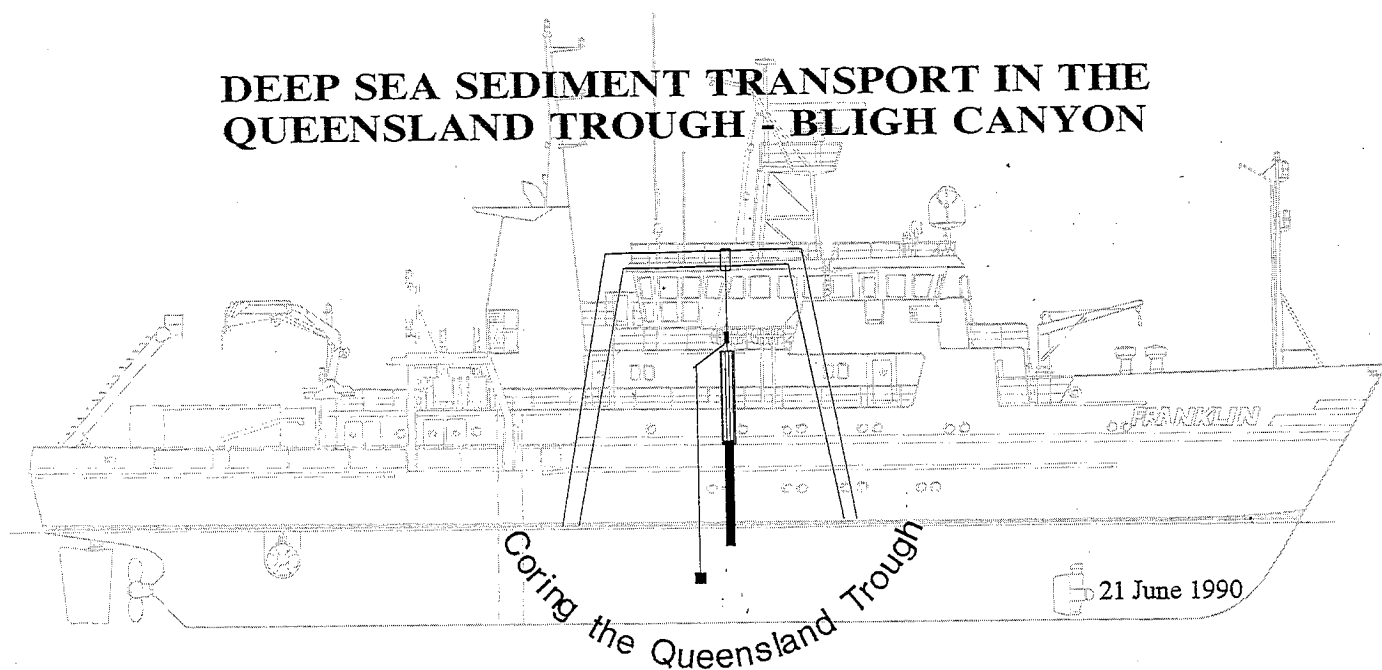 DEEP SEA SEDIMENT TRANSPORT IN THE
QUEENSLAND TROUGH - BLIGH CANYON
FRANKLIN
21 June 1990
Coring the Queensland Trough